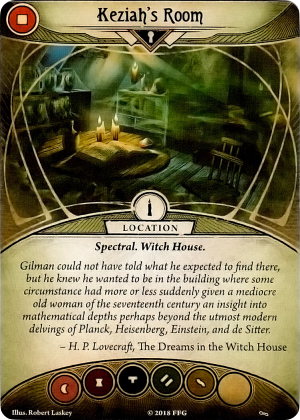 Keziah's Room
LOCATION
Spectral. Witch House.
Gilman could not have told what he expected to find there,
but he knew he wanted to be in the building where some
circumstance had more or less suddenly given a mediocre
old woman of the seventeenth century an insight into
mathematical depths perhaps beyond the utmost modern
delvings of Planck, Heisenberg, Einstein, and de Sitter.
– H. P. Lovecraft, The Dreams in the Witch House
Illus. Robert Laskey
© 2018 FFG